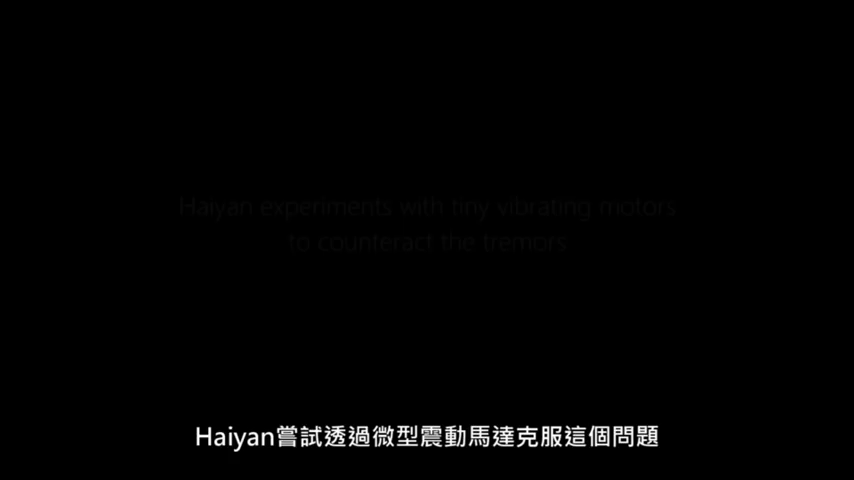 Haiyan experiments with tiny vibrating motors
to counteract the tremors
Haiyan嘗試透過微型震動馬達克服這個問題